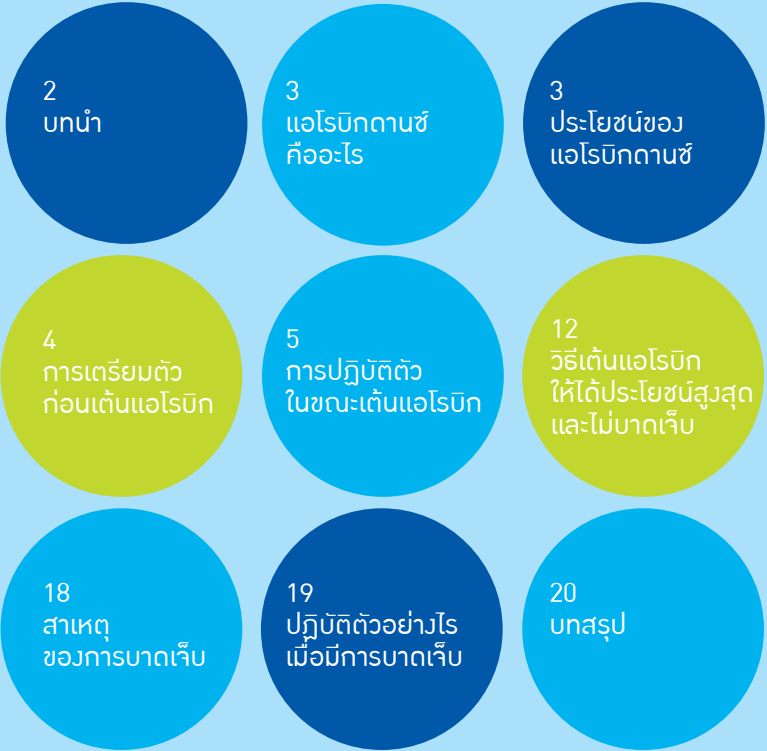 2
บทนำ
3
แอโรบิกดานซ์
คืออะไร
3
ประโยชน์ของ
แอโรบิกดานซ์
4
การเตรียมตัว
ก่อนเต้นแอโรบิก
5
การปฏิบัติตัว
ในขณะเต้นแอโรบิก
12
วิธีเต้นแอโรบิก
ให้ได้ประโยชน์สูงสุด
และไม่บาดเจ็บ
18
สาเหตุ
ของการบาดเจ็บ
19
ปฏิบัติตัวอย่างไร
เมื่อมีการบาดเจ็บ
20
บทสรุป